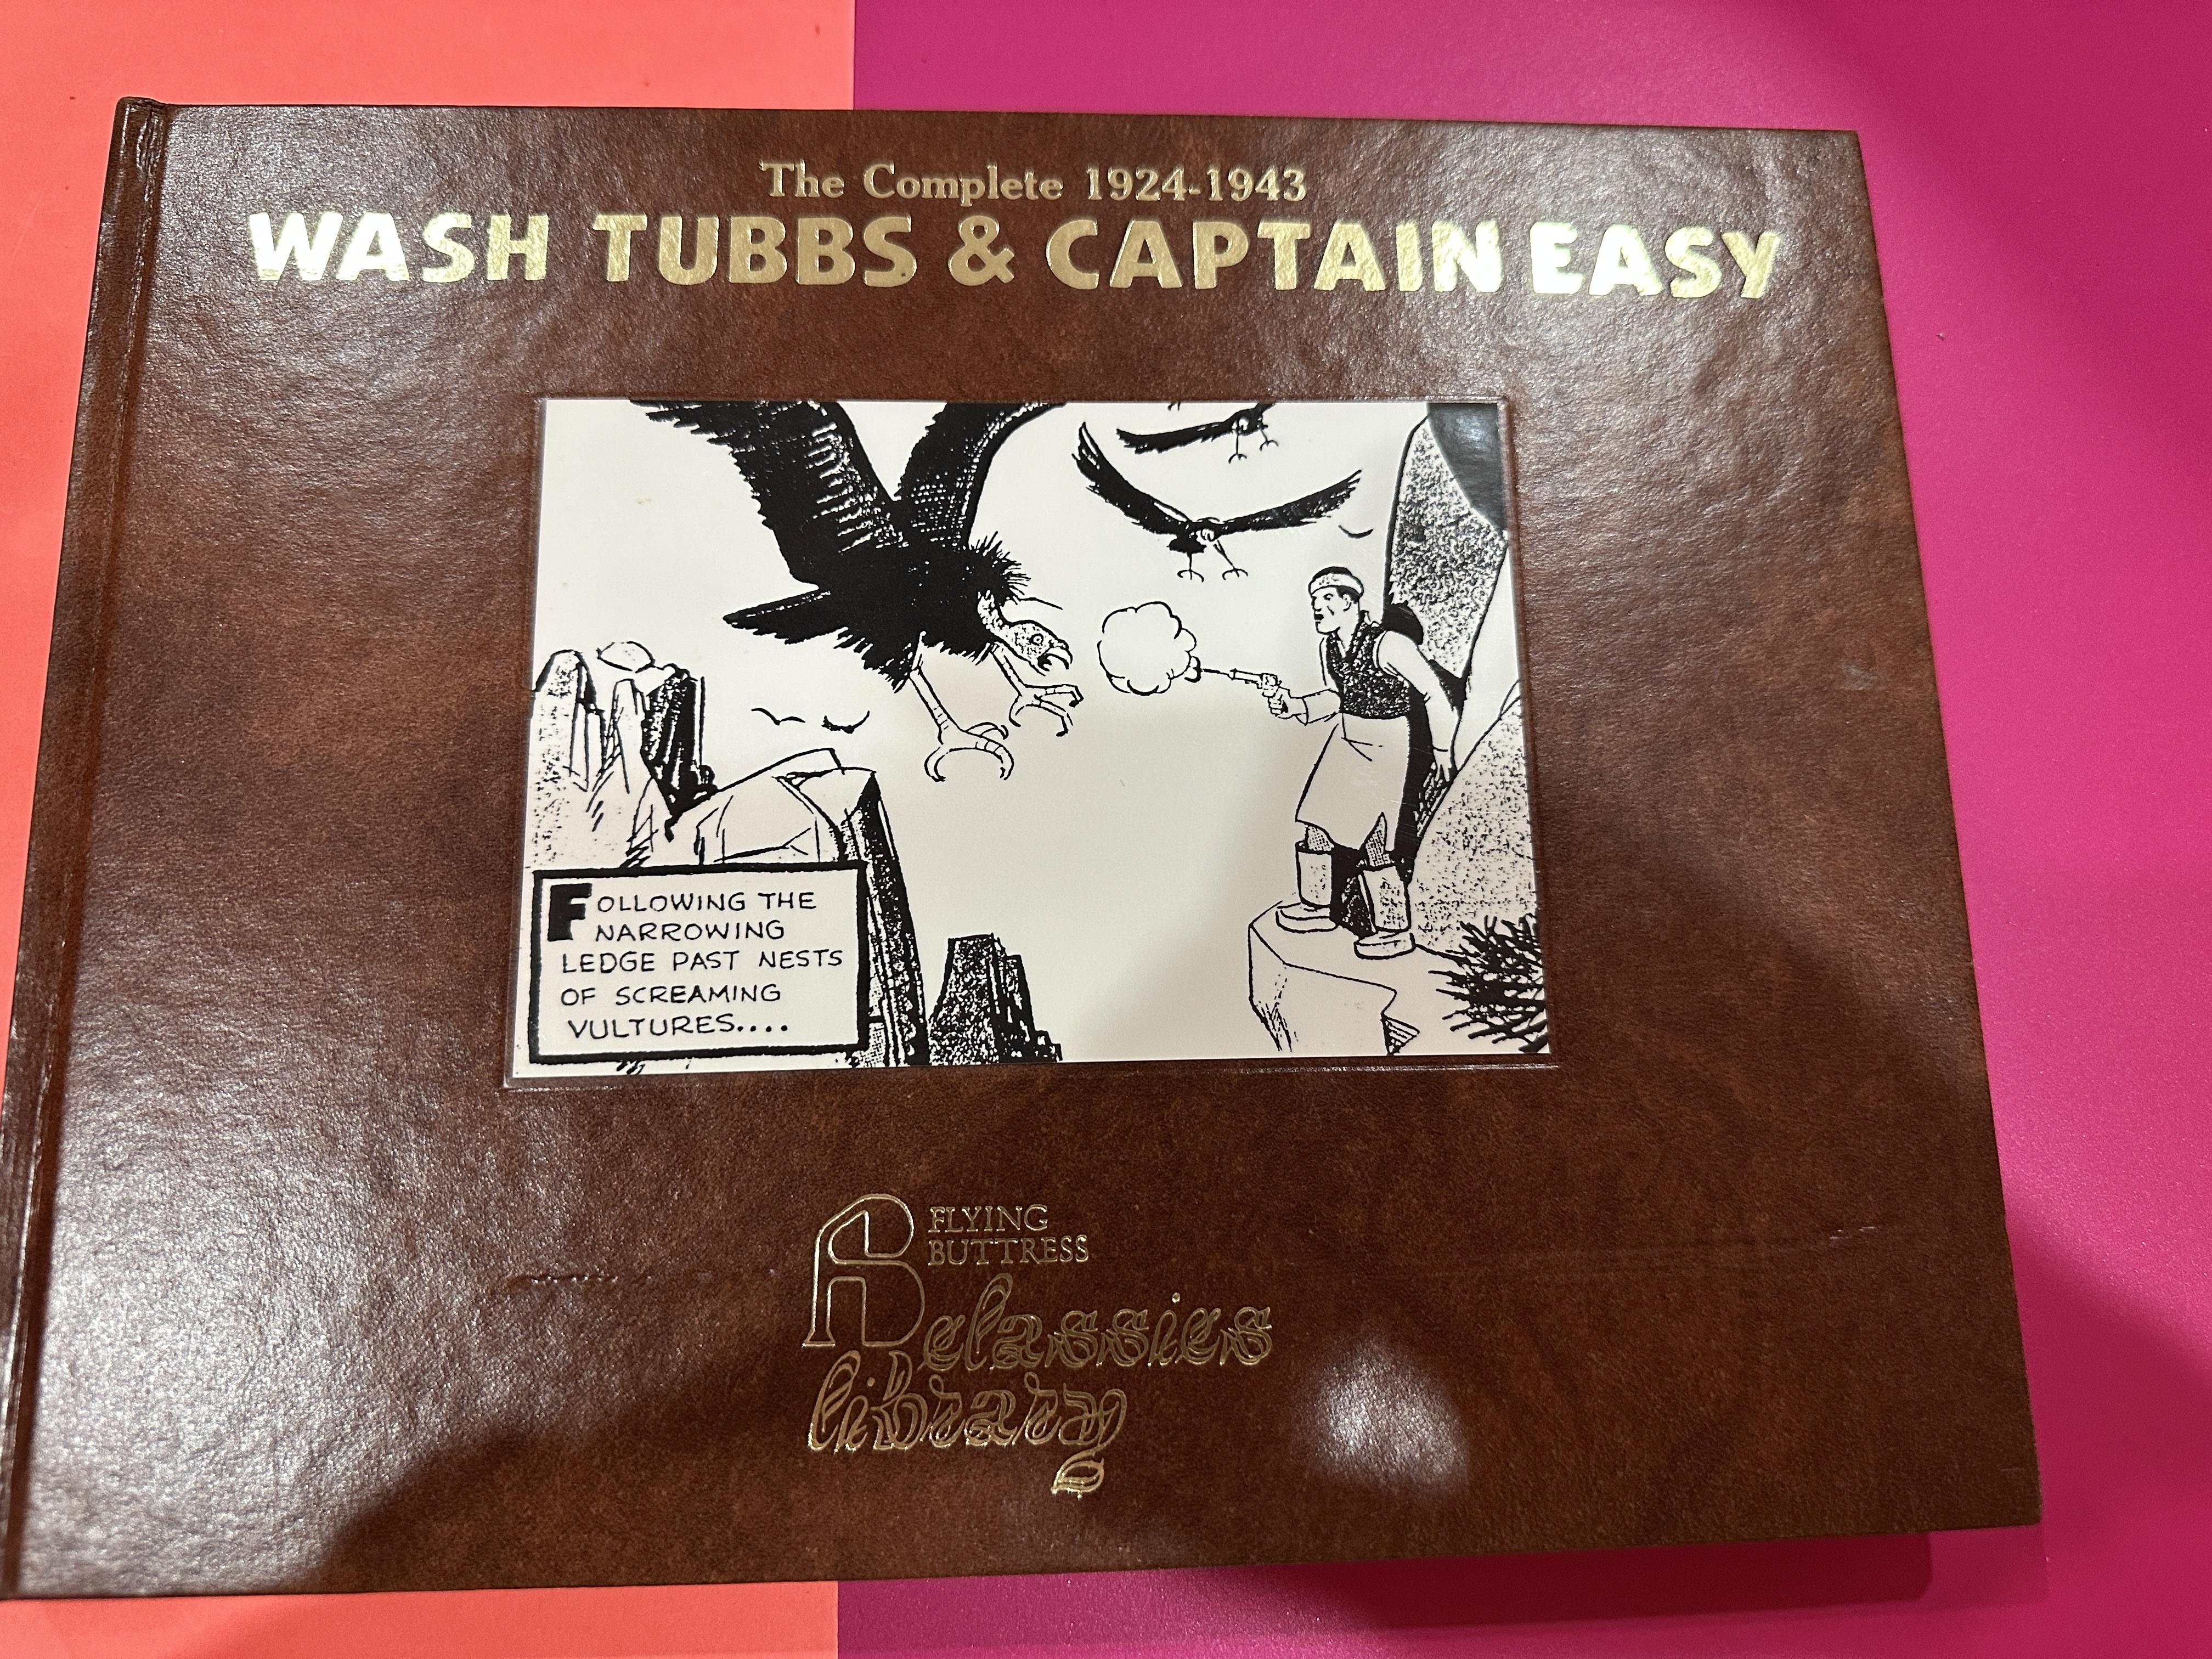 The Complete 1924-1943
WASH TUBBS & CAPTAIN EASY
FOLLOWING THE
NARROWING
LEDGE PAST NESTS
OF SCREAMING
VULTURES....
FLYING
BUTTRESS
classics
library